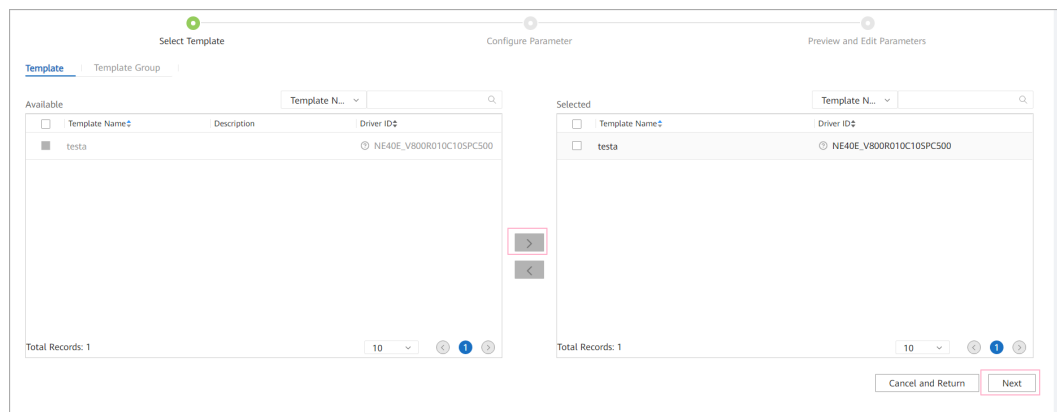 Select Template
Configure Parameter
Preview and Edit Parameters
Template
Template Group
Available
Template N...
Template Name
Description
Driver ID
testa
NE40E_V800R010C10SPC500
Total Records: 1
10
1
Selected
Template N...
Template Name
Driver ID
testa
NE40E_V800R010C10SPC500
Total Records: 1
10
1
Cancel and Return
Next